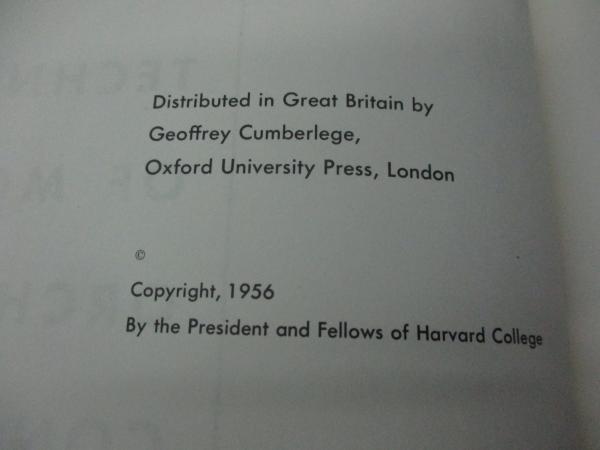 Distributed in Great Britain by
Geoffrey Cumberlege,
Oxford University Press, London
©
Copyright, 1956
By the President and Fellows of Harvard College